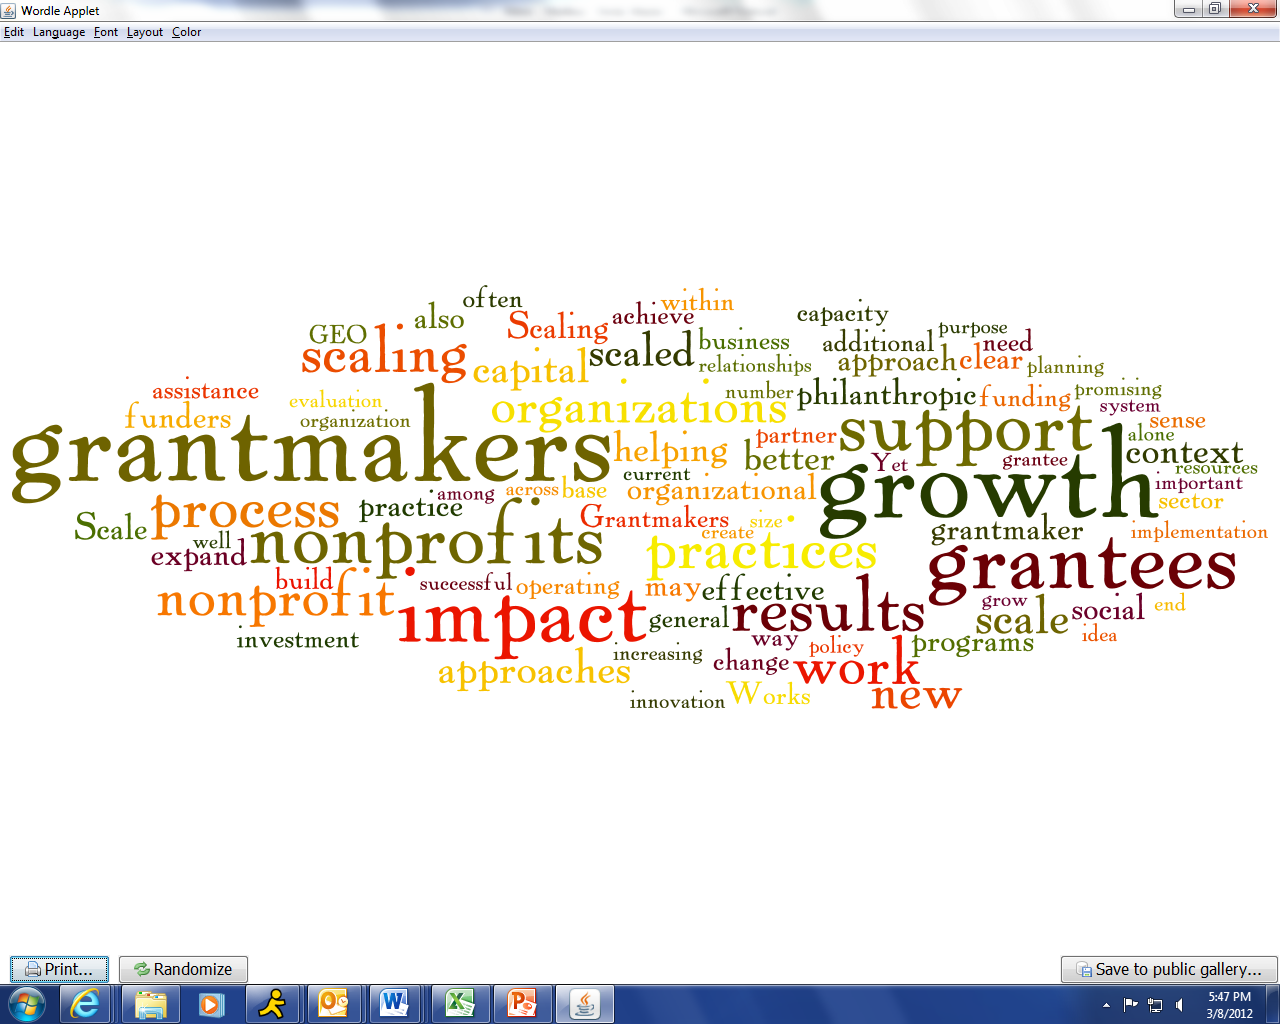 Wordle Applet
Edit Language Font Layout Color
often within
GEO also Scaling achieve capacity
scaling capital scaled business additional purpose need
relationships approach clear planning
assistance evaluation number philanthropic funding promising
funders organization organizations system sense
grantmakers helping partner support alone context
current better Yet grantee resources
among across base organizational growth important
process practice sector
Scale well Grantmakers create size grantmaker implementation
expand nonprofits practices grantees
build successful operating may effective
nonprofit impact general results grow scale social end
investment increasing way policy programs idea
approaches change work
innovation Works new
Print... Randomize Save to public gallery...
5:47 PM
3/8/2012